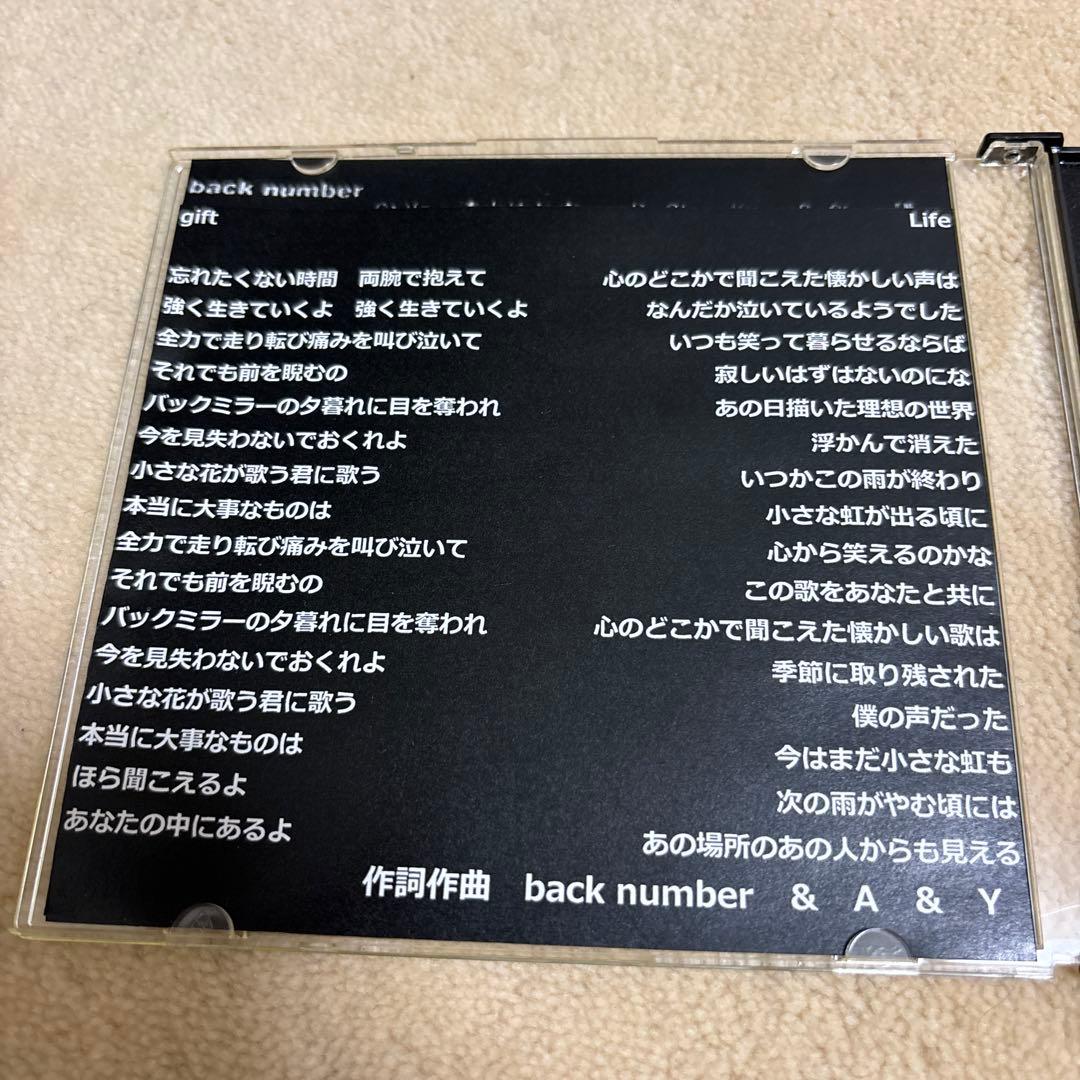 back number
gift
忘れたくない時間　両腕で抱えて
強く生きていくよ　強く生きていくよ
全力で走り転び痛みを叫び泣いて
それでも前を睨むの
バックミラーの夕暮れに目を奪われ
今を見失わないでおくれよ
小さな花が歌う君に歌う
本当に大事なものは
全力で走り転び痛みを叫び泣いて
それでも前を睨むの
バックミラーの夕暮れに目を奪われ
今を見失わないでおくれよ
小さな花が歌う君に歌う
本当に大事なものは
ほら聞こえるよ
あなたの中にあるよ
Life
心のどこかで聞こえた懐かしい声は
なんだか泣いているようでした
いつも笑って暮らせるならば
寂しいはずはないのにな
あの日描いた理想の世界
浮かんで消えた
いつかこの雨が終わり
小さな虹が出る頃に
心から笑えるのかな
この歌をあなたと共に
心のどこかで聞こえた懐かしい歌は
季節に取り残された
僕の声だった
今はまだ小さな虹も
次の雨がやむ頃には
あの場所のあの人からも見える
作詞作曲　back number　&　A　&　Y